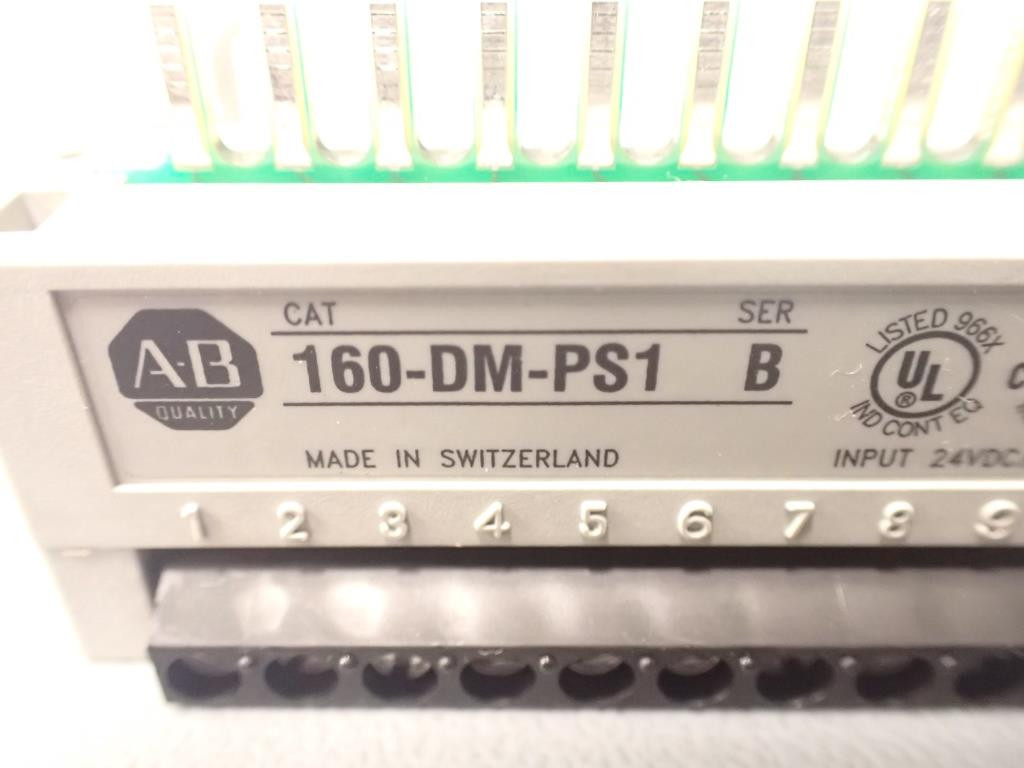 A-B
QUALITY
CAT SER
160-DM-PS1 B
MADE IN SWITZERLAND
LISTED 966X
UL
®
IND CONT EQ
INPUT 24VDC
1 2 3 4 5 6 7 8 9